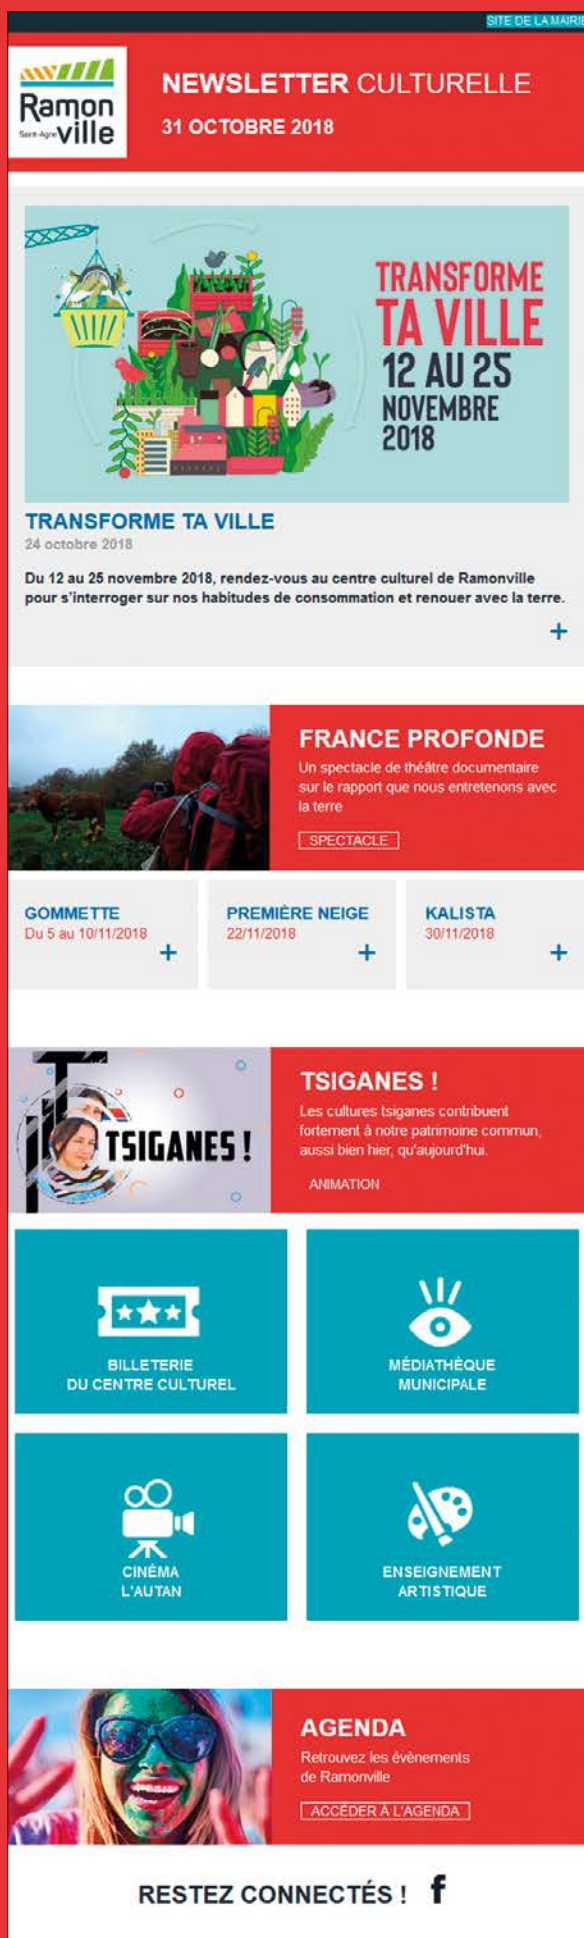 SITE DE LA MAIRIE
Ramon
Saint-Agne ville
NEWSLETTER CULTURELLE
31 OCTOBRE 2018
TRANSFORME
TA VILLE
12 AU 25
NOVEMBRE
2018
TRANSFORME TA VILLE
24 octobre 2018
Du 12 au 25 novembre 2018, rendez-vous au centre culturel de Ramonville
pour s'interroger sur nos habitudes de consommation et renouer avec la terre.
+
FRANCE PROFONDE
Un spectacle de théâtre documentaire
sur le rapport que nous entretenons avec
la terre
SPECTACLE
GOMMETTE
Du 5 au 10/11/2018
+
PREMIÈRE NEIGE
22/11/2018
+
KALISTA
30/11/2018
+
TSIGANES !
TSIGANES !
Les cultures tsiganes contribuent
fortement à notre patrimoine commun,
aussi bien hier, qu'aujourd'hui.
ANIMATION
BILLETERIE
DU CENTRE CULTUREL
MÉDIATHÈQUE
MUNICIPALE
CINÉMA
L'AUTAN
ENSEIGNEMENT
ARTISTIQUE
AGENDA
Retrouvez les évènements
de Ramonville
ACCÉDER À L'AGENDA
RESTEZ CONNECTÉS ! f